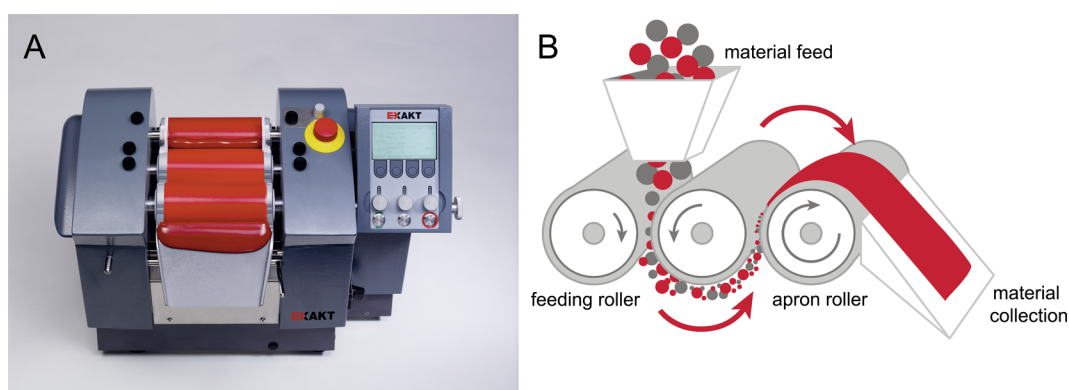 A
EXAKT
EXAKT
B
material feed
feeding roller
apron roller
material
collection